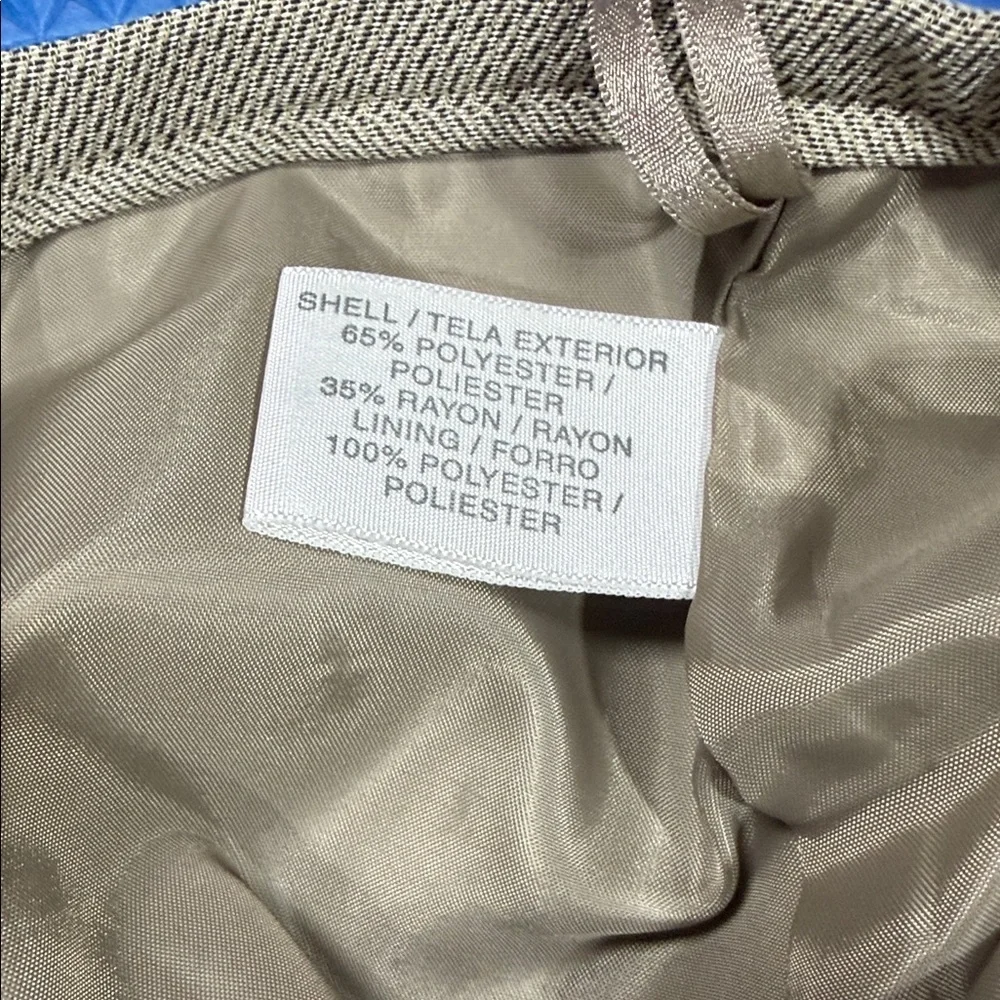 SHELL / TELA EXTERIOR
65% POLYESTER /
POLIESTER
35% RAYON / RAYON
LINING / FORRO
100% POLYESTER /
POLIESTER